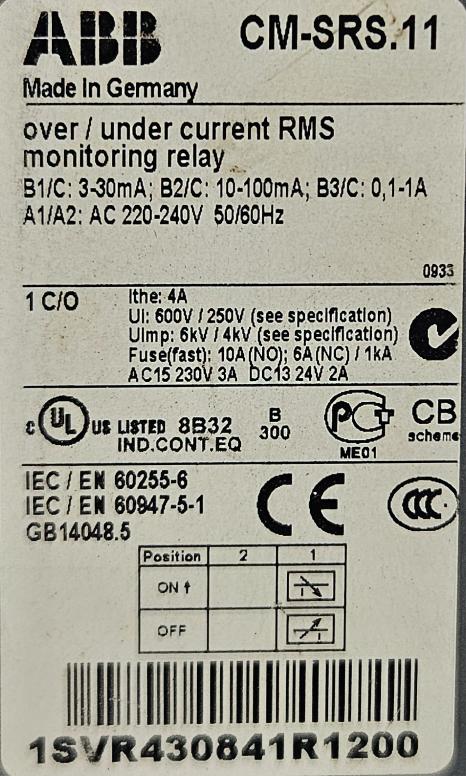 ABB CM-SRS.11
Made In Germany
over / under current RMS
monitoring relay
B1/C: 3-30mA; B2/C: 10-100mA; B3/C: 0,1-1A
A1/A2: AC 220-240V 50/60Hz
0933
1 C/O
Ithe: 4A
UI: 600V / 250V (see specification)
UImp: 6kV / 4kV (see specification)
Fuse(fast): 10A(NO); 6A(NC) / 1kA
AC15 230V 3A DC13 24V 2A
c UL US LISTED 8B32
IND.CONT.EQ
B
300
PCT
ME01
CB
scheme
IEC / EN 60255-6
IEC / EN 60947-5-1
GB14048.5
CE
CCC
Position 2 1
ON ↑
OFF
1SVR430841R1200